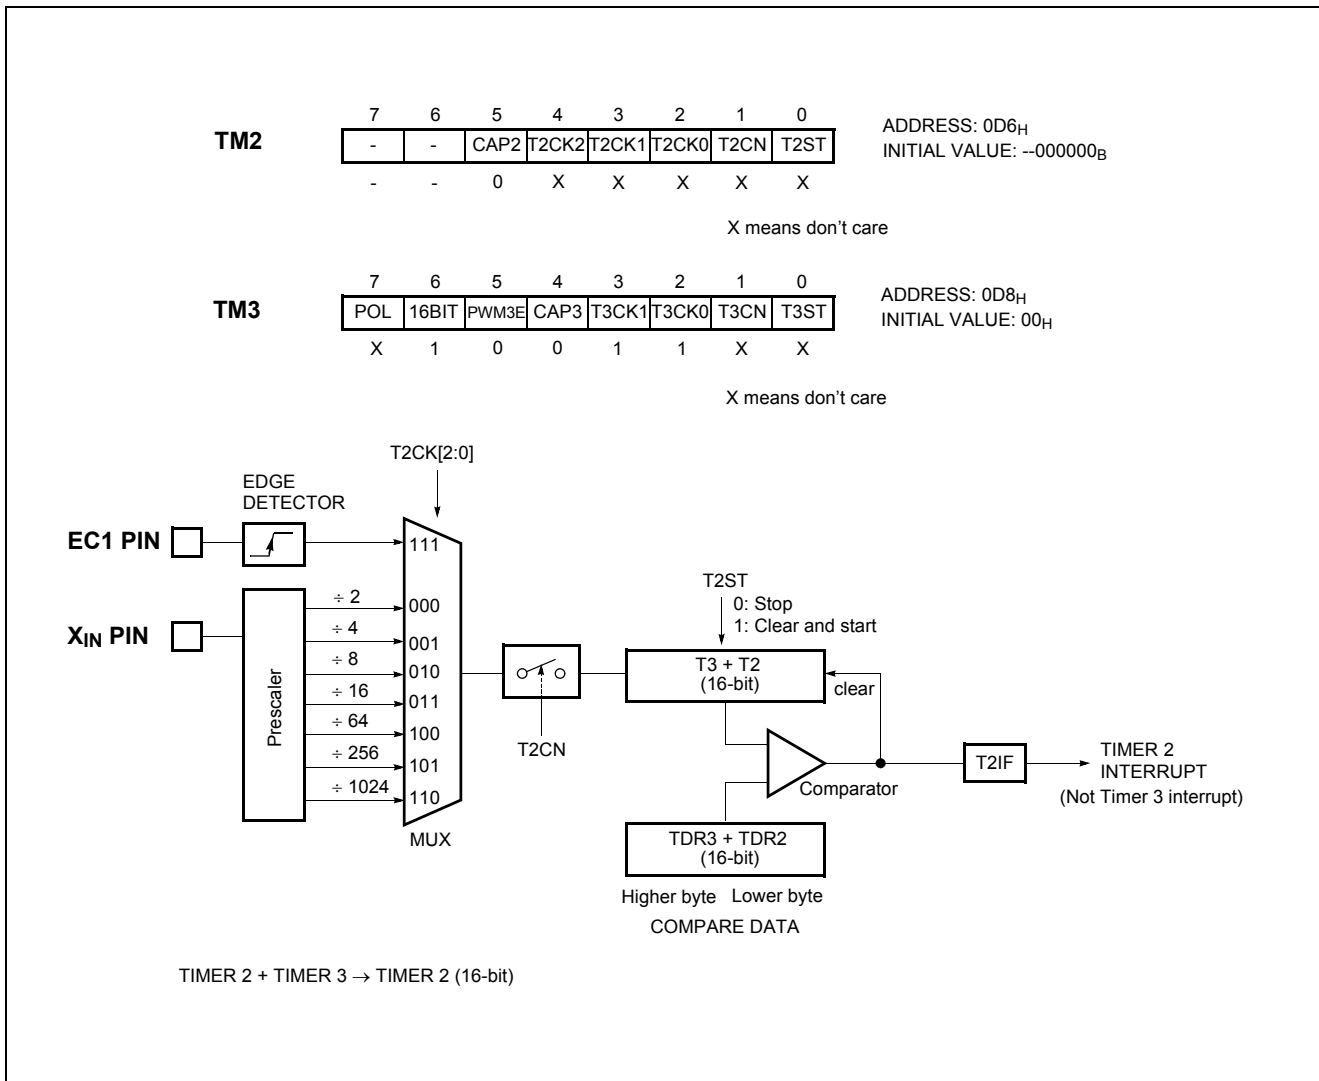 7 6 5 4 3 2 1 0
TM2
- - CAP2 T2CK2 T2CK1 T2CK0 T2CN T2ST
- - 0 X X X X X
ADDRESS: 0D6H
INITIAL VALUE: --000000B
X means don't care
7 6 5 4 3 2 1 0
TM3
POL 16BIT PWM3E CAP3 T3CK1 T3CK0 T3CN T3ST
X 1 0 0 1 1 X X
ADDRESS: 0D8H
INITIAL VALUE: 00H
X means don't care
T2CK[2:0]
EDGE
DETECTOR
EC1 PIN
111
XIN PIN
Prescaler
÷ 2
000
÷ 4
001
÷ 8
010
÷ 16
011
÷ 64
100
÷ 256
101
÷ 1024
110
MUX
T2CN
T2ST
0: Stop
1: Clear and start
T3 + T2
(16-bit)
clear
Comparator
T2IF
TIMER 2
INTERRUPT
(Not Timer 3 interrupt)
TDR3 + TDR2
(16-bit)
Higher byte Lower byte
COMPARE DATA
TIMER 2 + TIMER 3 → TIMER 2 (16-bit)